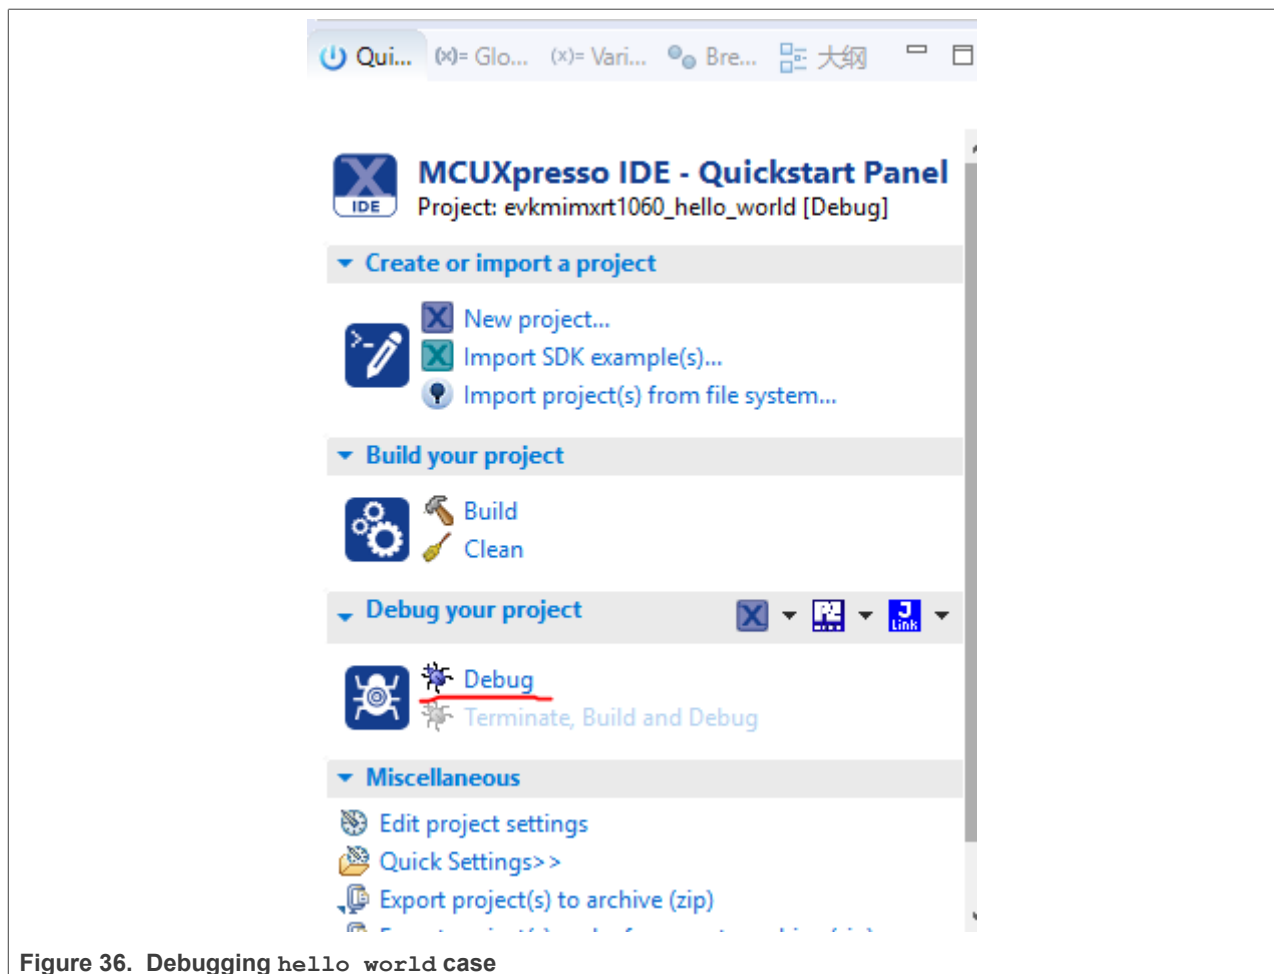 Qui... (x)= Glo... (x)= Vari... Bre... 大纲
MCUXpresso IDE - Quickstart Panel
IDE
Project: evkmimxrt1060_hello_world [Debug]
Create or import a project
New project...
Import SDK example(s)...
Import project(s) from file system...
Build your project
Build
Clean
Debug your project
J
Link
Debug
Terminate, Build and Debug
Miscellaneous
Edit project settings
Quick Settings>>
Export project(s) to archive (zip)
Figure 36. Debugging hello world case